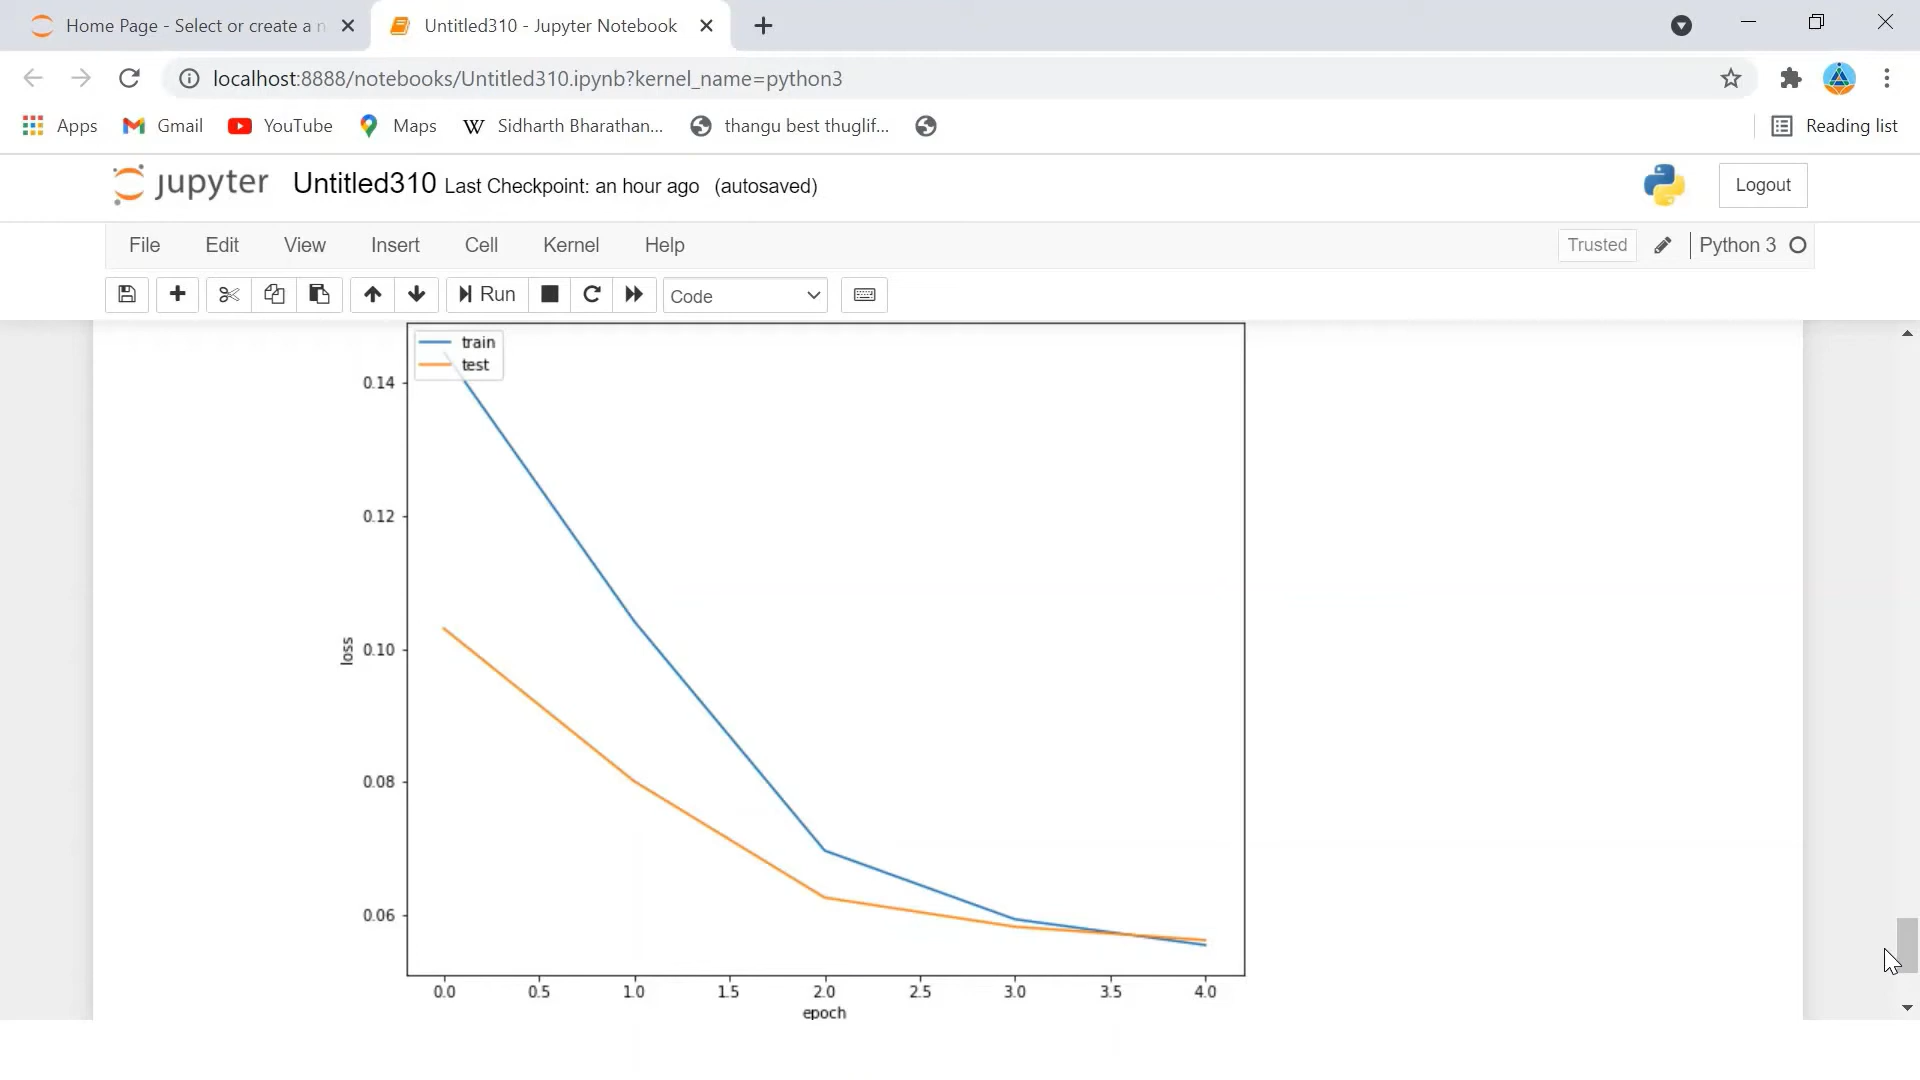 Home Page - Select or create a n
Untitled310 - Jupyter Notebook
localhost:8888/notebooks/Untitled310.ipynb?kernel_name=python3
Apps Gmail YouTube Maps W Sidharth Bharathan... thangu best thuglif... Reading list
jupyter Untitled310 Last Checkpoint: an hour ago (autosaved) Logout
File Edit View Insert Cell Kernel Help Trusted Python 3
Run Code
train
test
0.14
0.12
0.10
0.08
0.06
loss
0.0 0.5 1.0 1.5 2.0 2.5 3.0 3.5 4.0
epoch